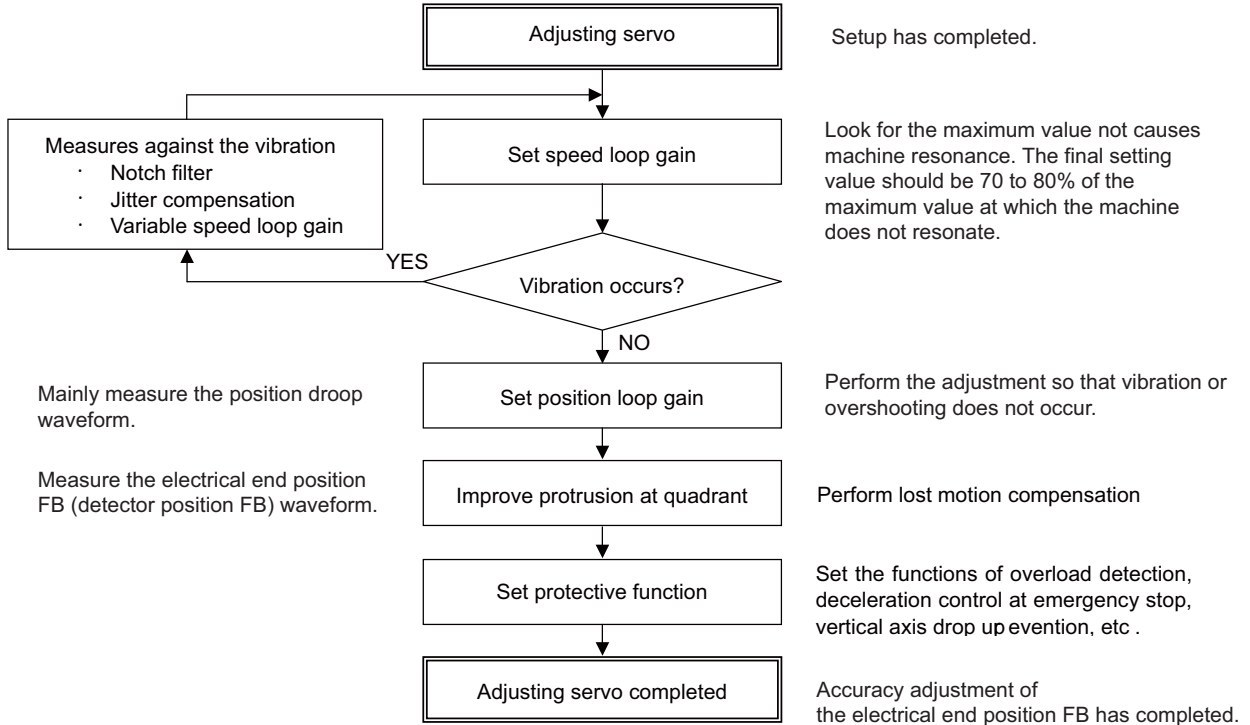 Adjusting servo
Setup has completed.
Measures against the vibration
· Notch filter
· Jitter compensation
· Variable speed loop gain
Set speed loop gain
Look for the maximum value not causes
machine resonance. The final setting
value should be 70 to 80% of the
maximum value at which the machine
does not resonate.
YES
Vibration occurs?
NO
Mainly measure the position droop
waveform.
Set position loop gain
Perform the adjustment so that vibration or
overshooting does not occur.
Measure the electrical end position
FB (detector position FB) waveform.
Improve protrusion at quadrant
Perform lost motion compensation
Set protective function
Set the functions of overload detection,
deceleration control at emergency stop,
vertical axis drop up evention, etc .
Adjusting servo completed
Accuracy adjustment of
the electrical end position FB has completed.